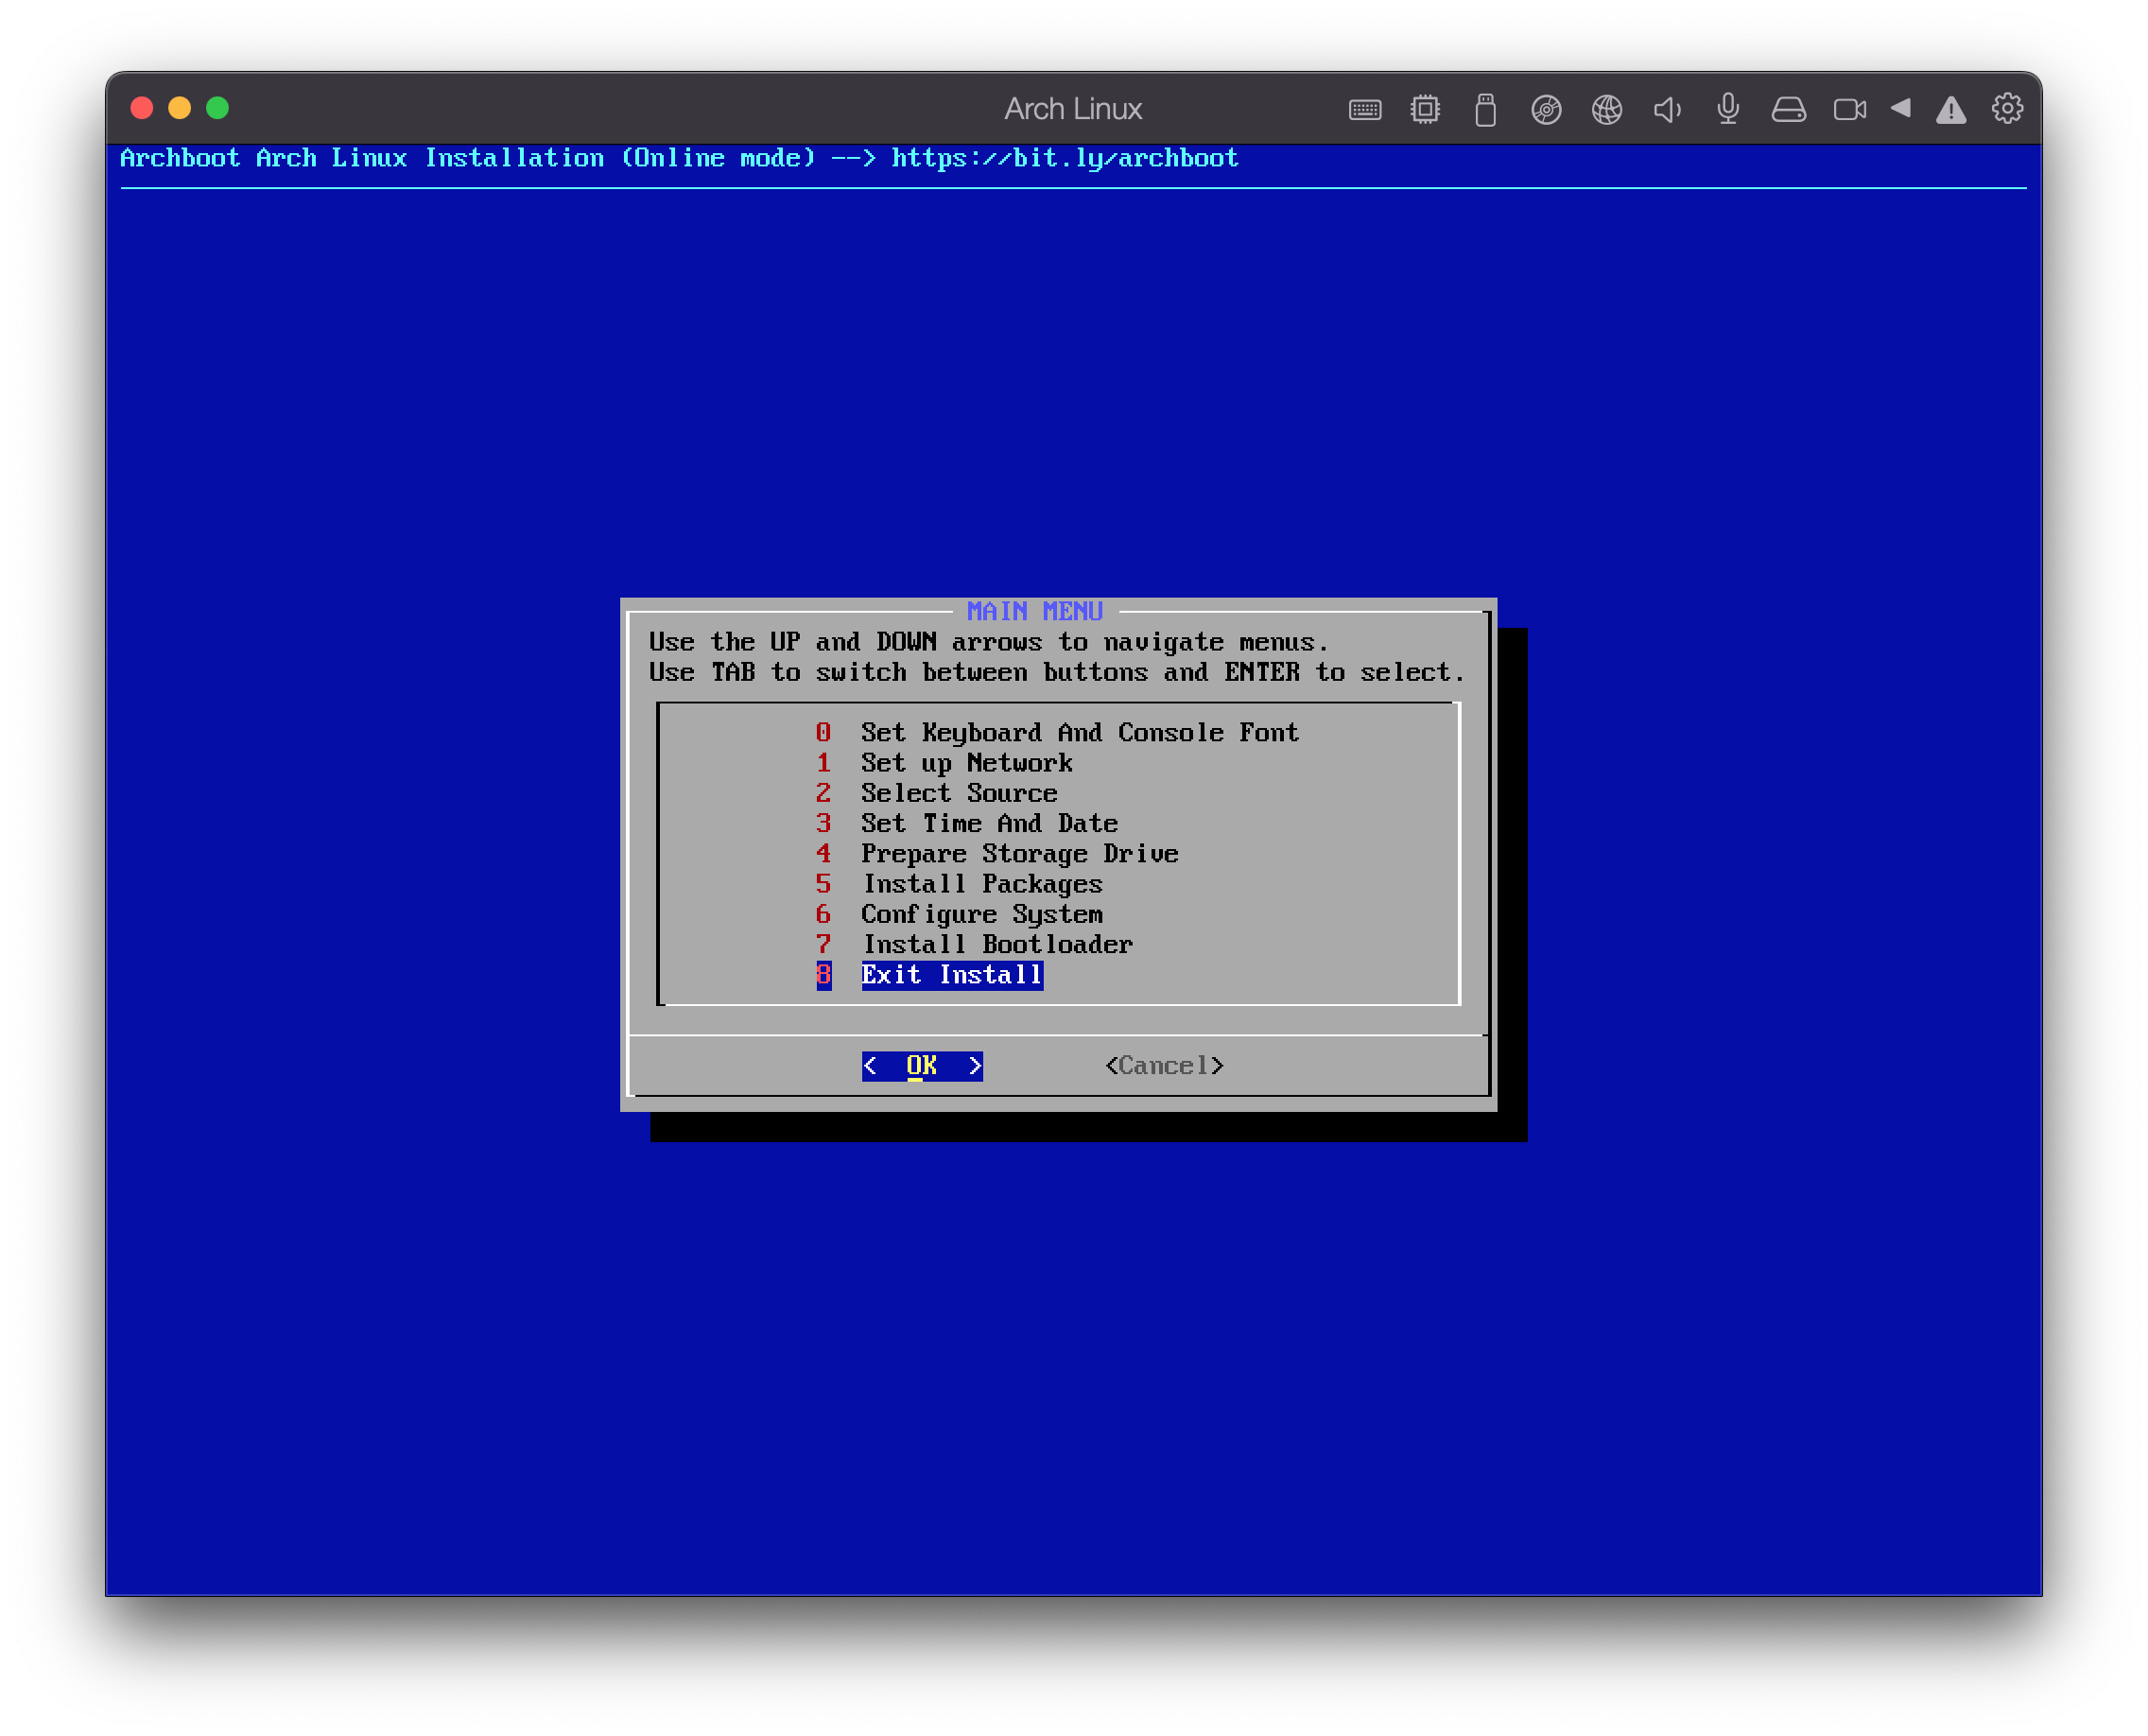 Arch Linux
Archboot Arch Linux Installation (Online mode) --> https://bit.ly/archboot
MAIN MENU
Use the UP and DOWN arrows to navigate menus.
Use TAB to switch between buttons and ENTER to select.
0 Set Keyboard And Console Font
1 Set up Network
2 Select Source
3 Set Time And Date
4 Prepare Storage Drive
5 Install Packages
6 Configure System
7 Install Bootloader
8 Exit Install
< OK > <Cancel>